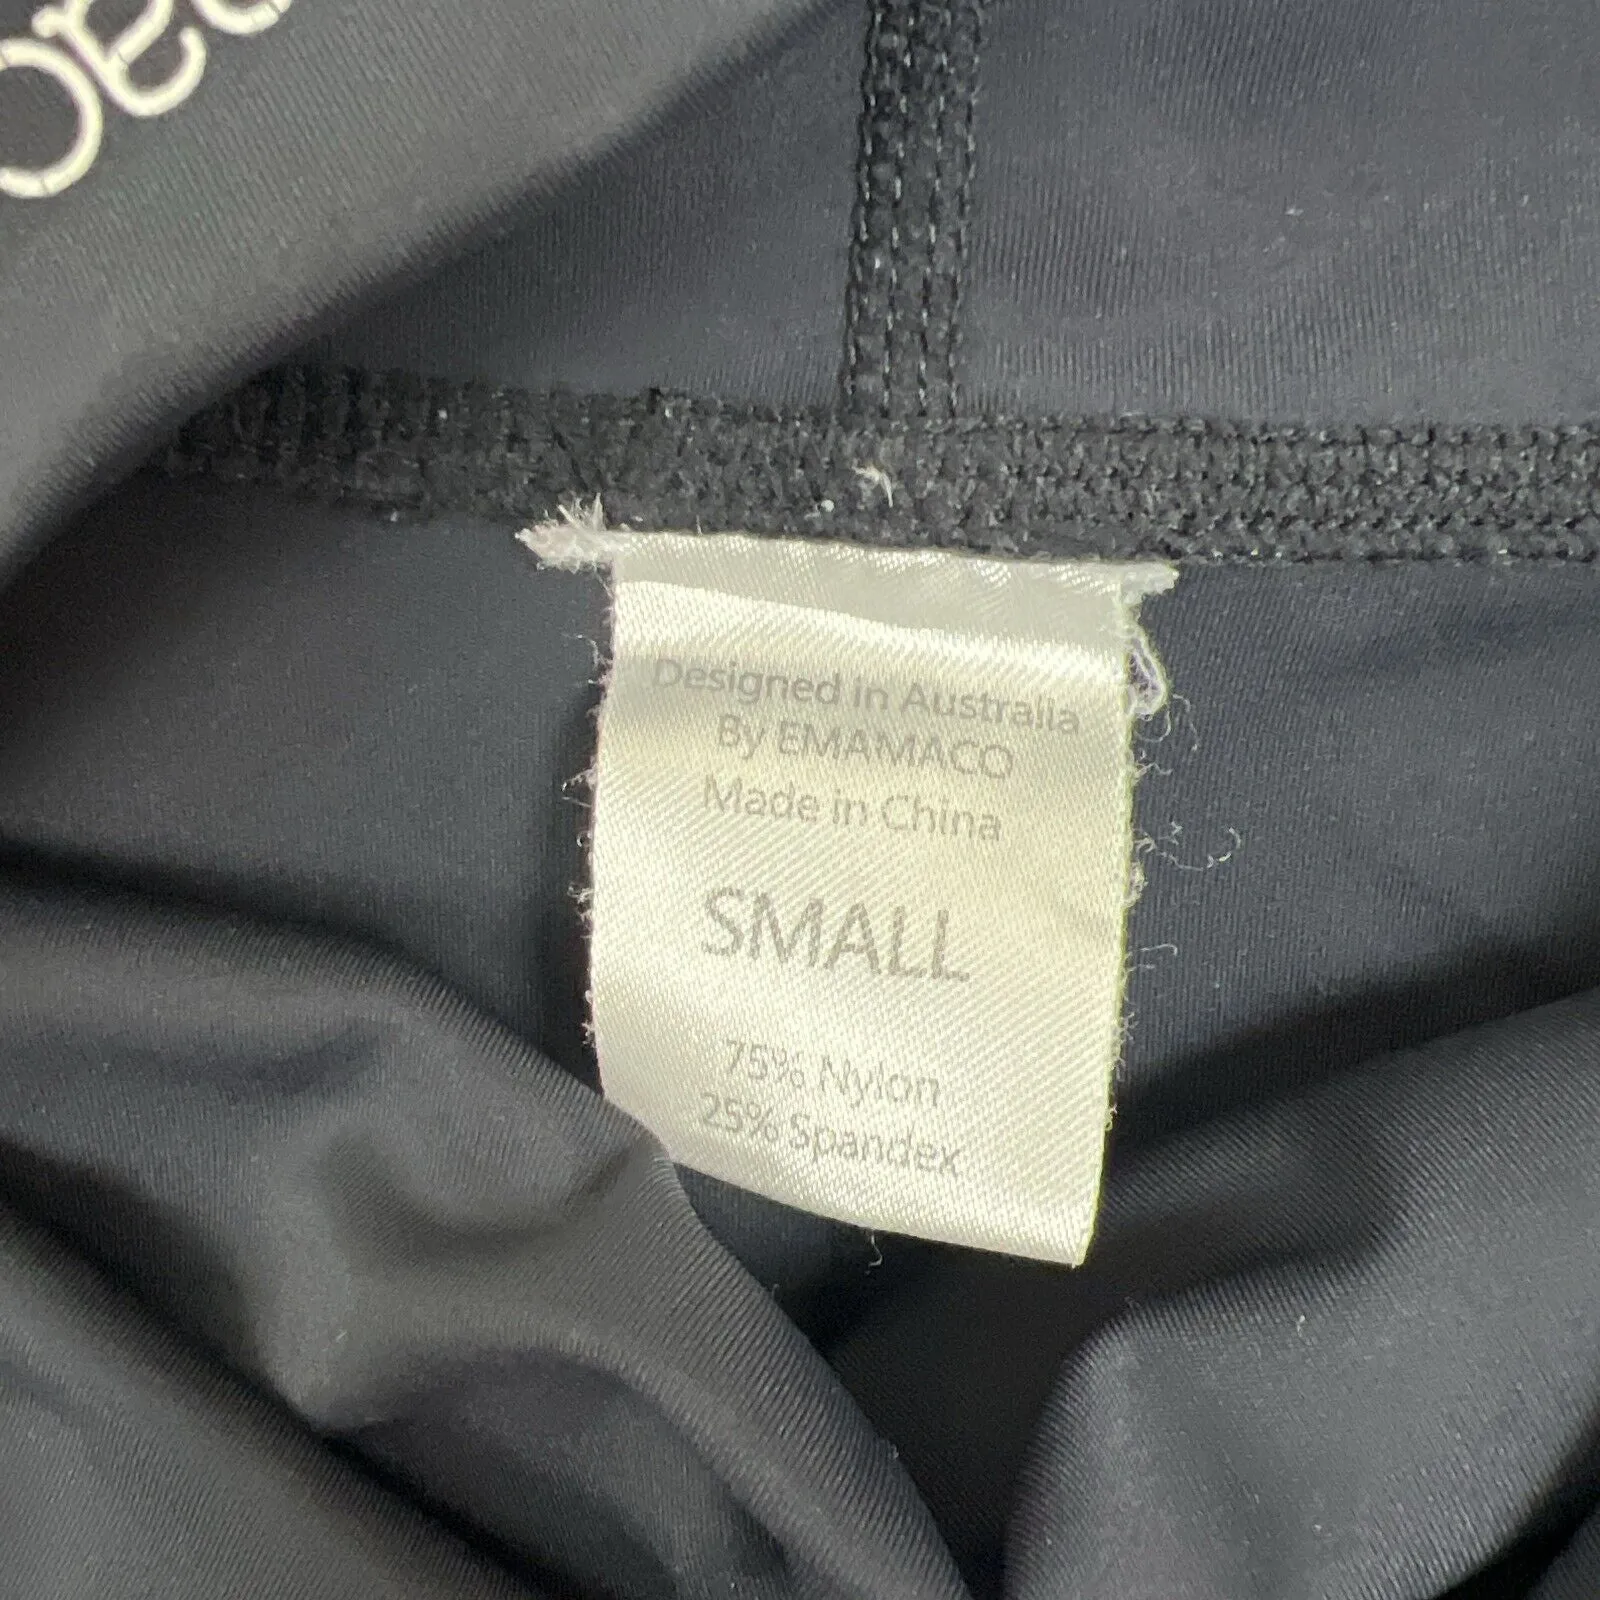 Designed in Australia
By EMAMACO
Made in China
SMALL
75% Nylon
25% Spandex